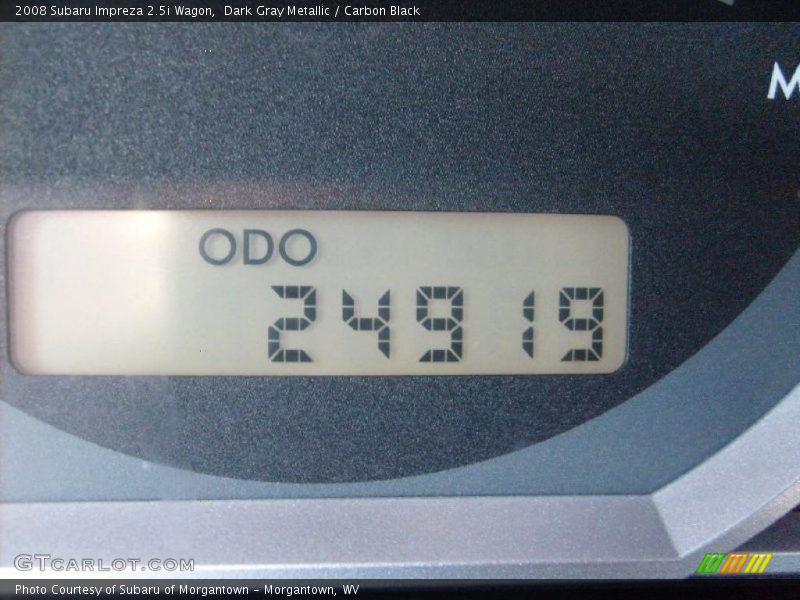 2008 Subaru Impreza 2.5i Wagon,  Dark Gray Metallic / Carbon Black
M
ODO
24919
GTCARLOT.COM
Photo Courtesy of Subaru of Morgantown - Morgantown, WV